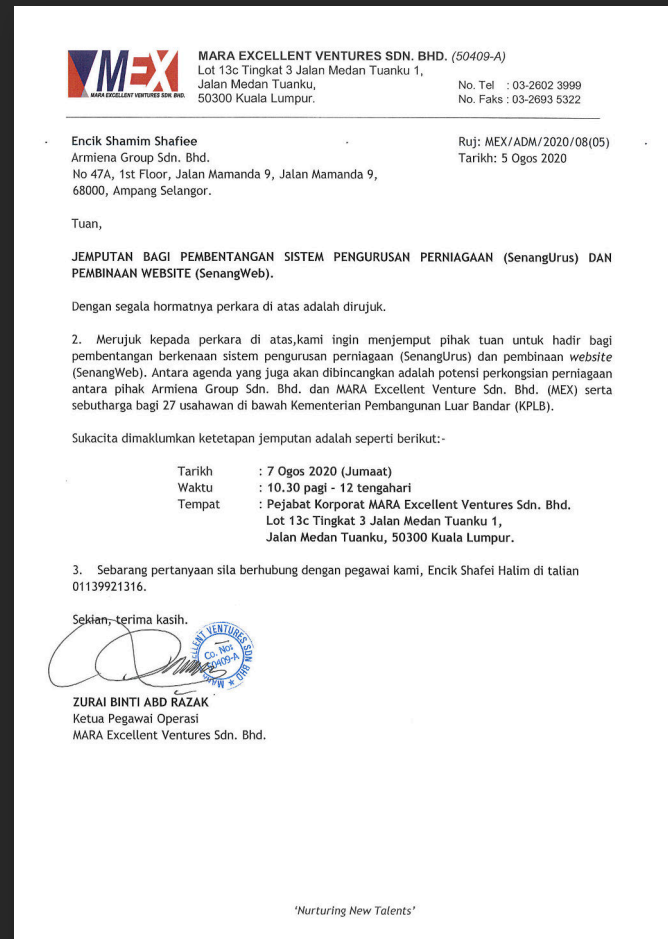 MEX
MARA EXCELLENT VENTURES SDN. BHD.
MARA EXCELLENT VENTURES SDN. BHD. (50409-A)
Lot 13c Tingkat 3 Jalan Medan Tuanku 1,
Jalan Medan Tuanku,
50300 Kuala Lumpur.
No. Tel : 03-2602 3999
No. Faks : 03-2693 5322
Encik Shamim Shafiee
Armiena Group Sdn. Bhd.
No 47A, 1st Floor, Jalan Mamanda 9, Jalan Mamanda 9,
68000, Ampang Selangor.
Ruj: MEX/ADM/2020/08(05)
Tarikh: 5 Ogos 2020
Tuan,
JEMPUTAN BAGI PEMBENTANGAN SISTEM PENGURUSAN PERNIAGAAN (SenangUrus) DAN
PEMBINAAN WEBSITE (SenangWeb).
Dengan segala hormatnya perkara di atas adalah dirujuk.
2. Merujuk kepada perkara di atas,kami ingin menjemput pihak tuan untuk hadir bagi
pembentangan berkenaan sistem pengurusan perniagaan (SenangUrus) dan pembinaan website
(SenangWeb). Antara agenda yang juga akan dibincangkan adalah potensi perkongsian perniagaan
antara pihak Armiena Group Sdn. Bhd. dan MARA Excellent Venture Sdn. Bhd. (MEX) serta
sebutharga bagi 27 usahawan di bawah Kementerian Pembangunan Luar Bandar (KPLB).
Sukacita dimaklumkan ketetapan jemputan adalah seperti berikut:-
Tarikh : 7 Ogos 2020 (Jumaat)
Waktu : 10.30 pagi - 12 tengahari
Tempat : Pejabat Korporat MARA Excellent Ventures Sdn. Bhd.
Lot 13c Tingkat 3 Jalan Medan Tuanku 1,
Jalan Medan Tuanku, 50300 Kuala Lumpur.
3. Sebarang pertanyaan sila berhubung dengan pegawai kami, Encik Shafei Halim di talian
01139921316.
Sekian, terima kasih.
VENTURES SDN BHD
Co. No:
50409-A
ZURAI BINTI ABD RAZAK
Ketua Pegawai Operasi
MARA Excellent Ventures Sdn. Bhd.
'Nurturing New Talents'